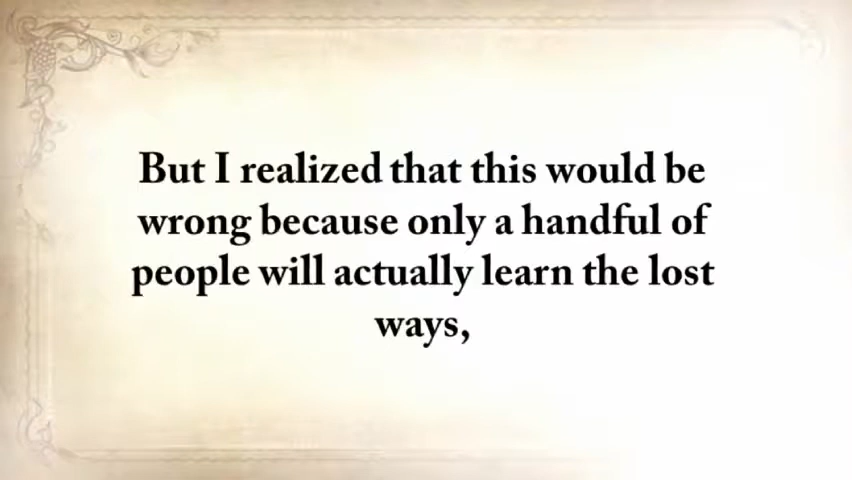 But I realized that this would be
wrong because only a handful of
people will actually learn the lost
ways,